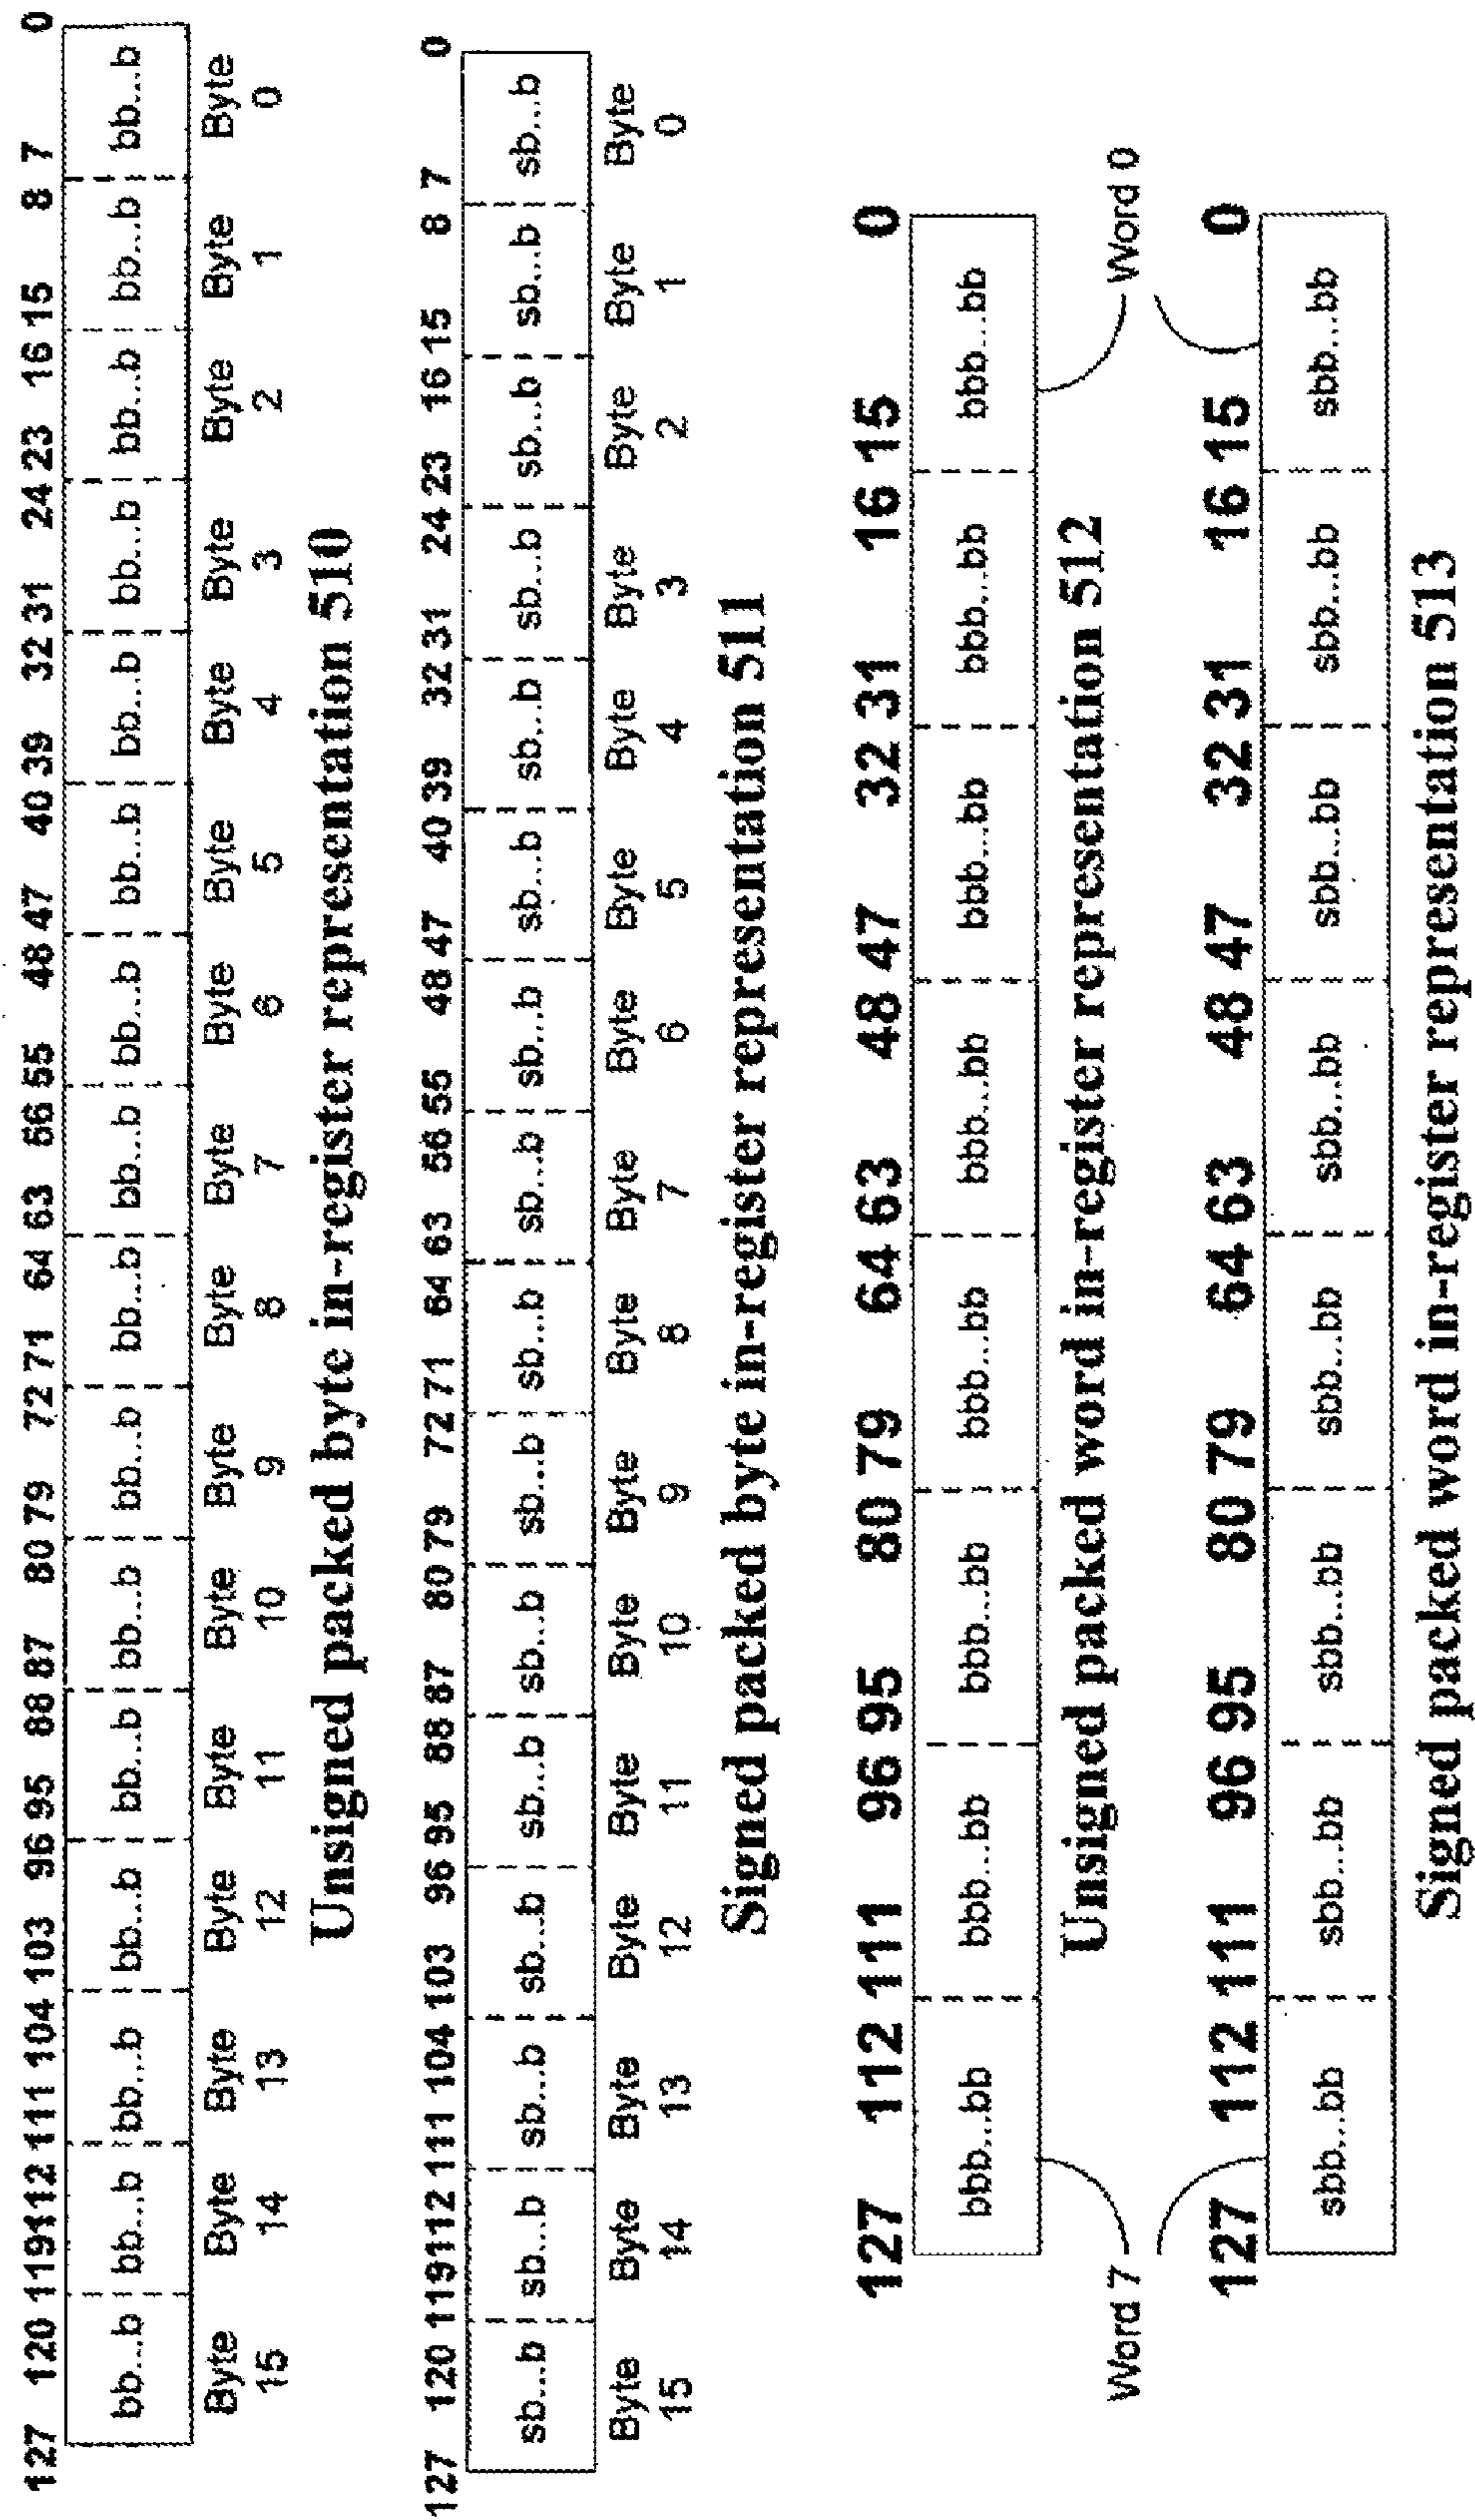 127 120 119 112 111 104 103 96 95 88 87 80 79 72 71 64 63 56 55 48 47 40 39 32 31 24 23 16 15 8 7 0
bb...b bb...b bb...b bb...b bb...b bb...b bb...b bb...b bb...b bb...b bb...b bb...b bb...b bb...b bb...b bb...b
Byte Byte Byte Byte Byte Byte Byte Byte Byte Byte Byte Byte Byte Byte Byte Byte
15 14 13 12 11 10 9 8 7 6 5 4 3 2 1 0
Unsigned packed byte in-register representation 510
127 120 119 112 111 104 103 96 95 88 87 80 79 72 71 64 63 56 55 48 47 40 39 32 31 24 23 16 15 8 7 0
sb...b sb...b sb...b sb...b sb...b sb...b sb...b sb...b sb...b sb...b sb...b sb...b sb...b sb...b sb...b sb...b
Byte Byte Byte Byte Byte Byte Byte Byte Byte Byte Byte Byte Byte Byte Byte Byte
15 14 13 12 11 10 9 8 7 6 5 4 3 2 1 0
Signed packed byte in-register representation 511
127 112 111 96 95 80 79 64 63 48 47 32 31 16 15 0
bbb...bb bbb...bb bbb...bb bbb...bb bbb...bb bbb...bb bbb...bb bbb...bb
Unsigned packed word in-register representation 512
Word 7 Word 0
127 112 111 96 95 80 79 64 63 48 47 32 31 16 15 0
sbb...bb sbb...bb sbb...bb sbb...bb sbb...bb sbb...bb sbb...bb sbb...bb
Signed packed word in-register representation 513